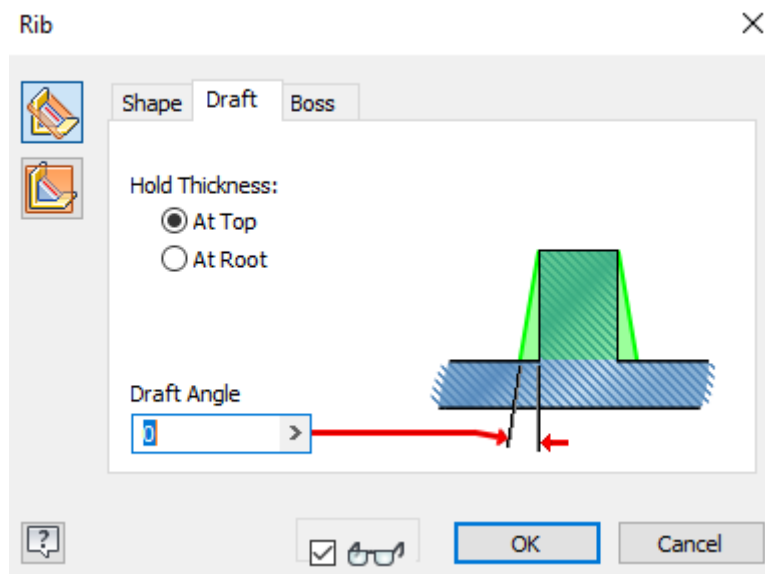 Rib
Shape Draft Boss
Hold Thickness:
At Top
At Root
Draft Angle
0
OK Cancel